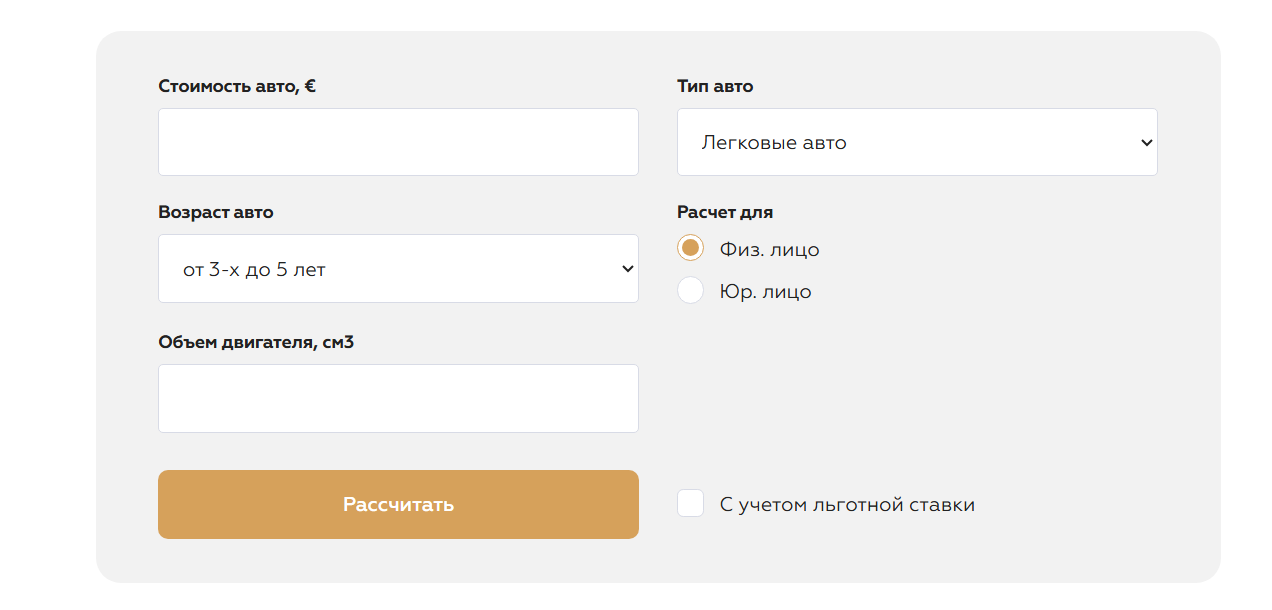 Стоимость авто, €
Тип авто
Легковые авто
Возраст авто
от 3-х до 5 лет
Расчет для
Физ. лицо
Юр. лицо
Объем двигателя, см3
Рассчитать
С учетом льготной ставки